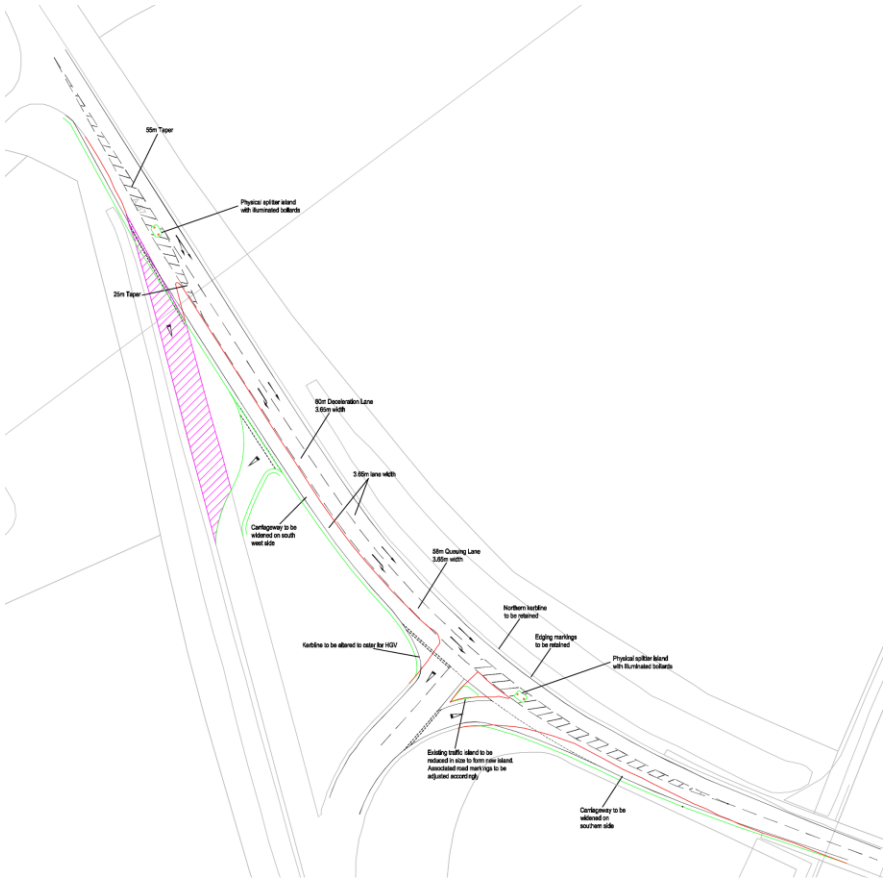 55m Taper
Physical splitter island
with illuminated bollards
25m Taper
80m Deceleration Lane
3.65m width
3.65m lane width
Carriageway to be
widened on south
west side
58m Queuing Lane
3.65m width
Northern kerbline
to be retained
Edging markings
to be retained
Kerbline to be altered to cater for HGV
Physical splitter island
with illuminated bollards
Existing traffic island to be
reduced in size to form new island.
Associated road markings to be
adjusted accordingly
Carriageway to be
widened on
southern side